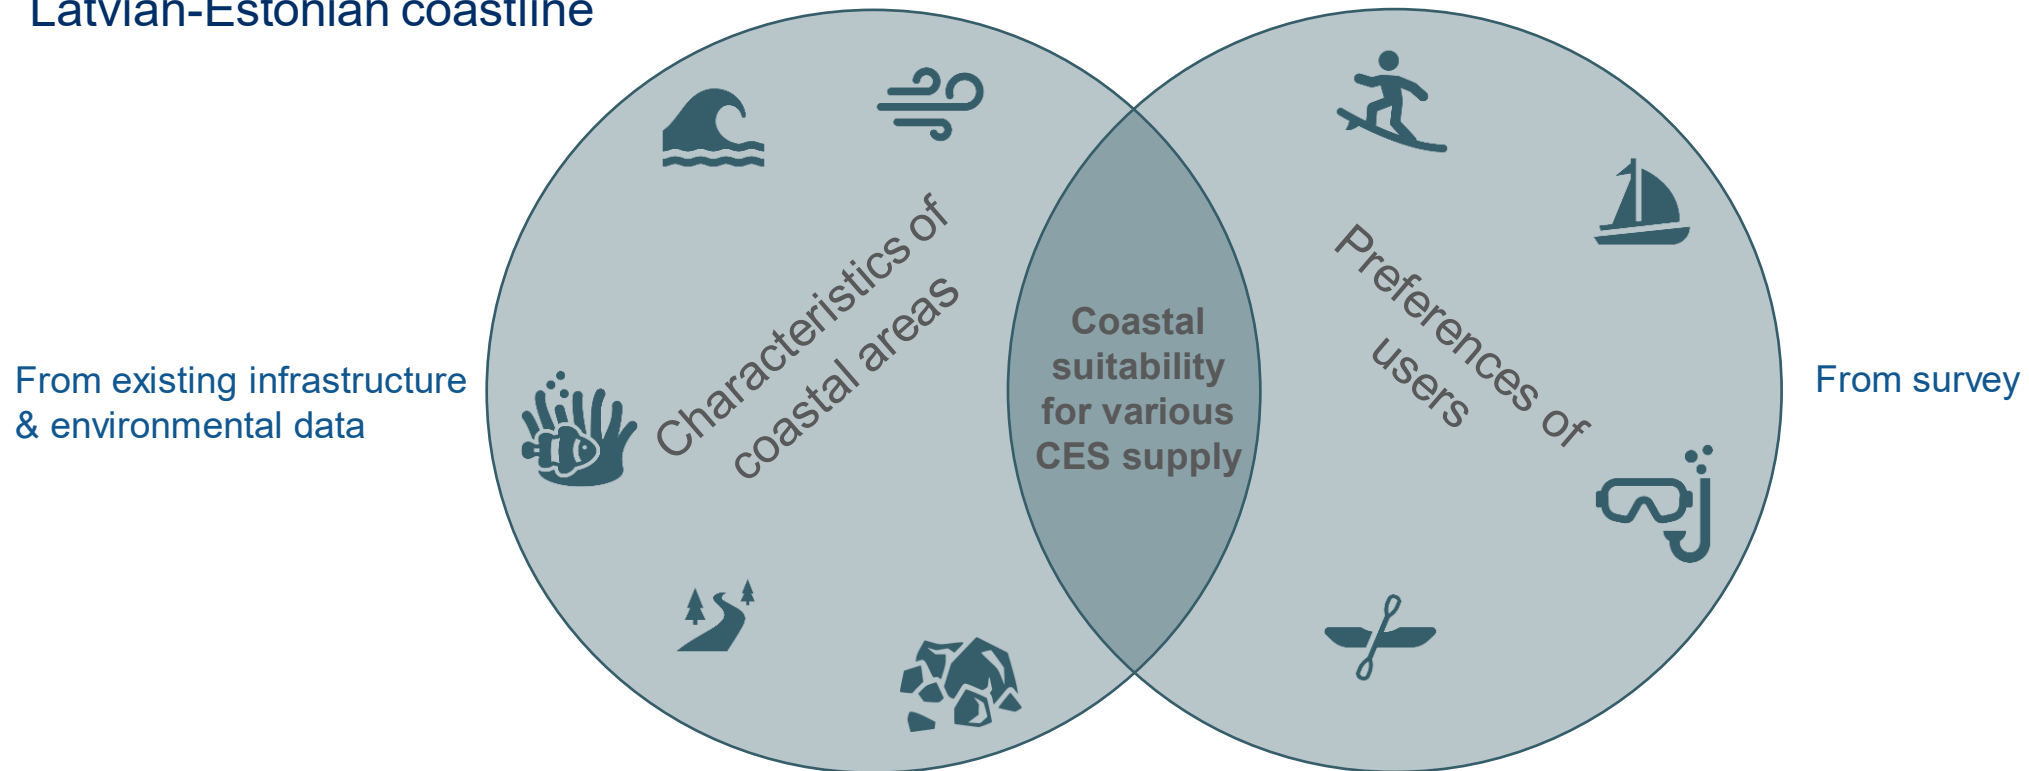 Latvian-Estonian coastline
From existing infrastructure
& environmental data
Characteristics of
coastal areas
Coastal
suitability
for various
CES supply
Preferences of
users
From survey